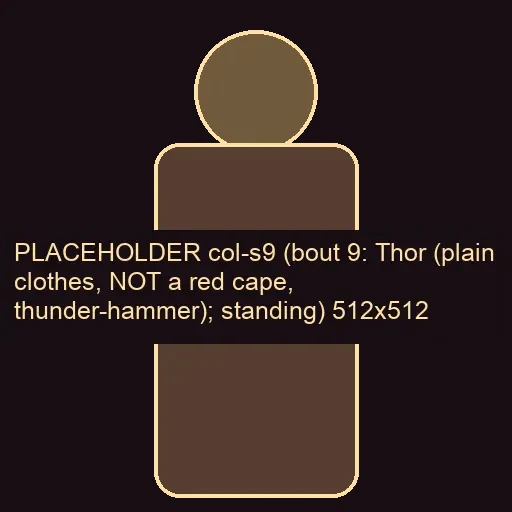 PLACEHOLDER col-s9 (bout 9: Thor (plain
clothes, NOT a red cape,
thunder-hammer); standing) 512x512